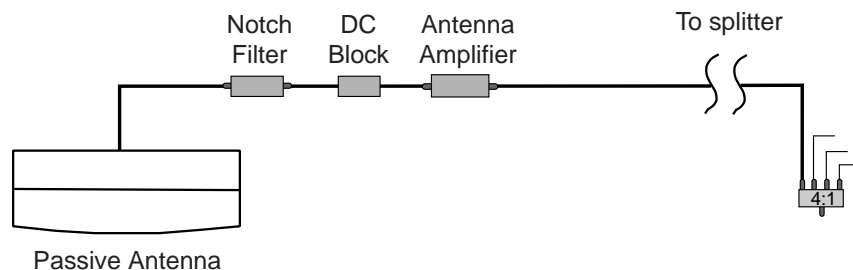 Notch
Filter
DC
Block
Antenna
Amplifier
To splitter
4:1
Passive Antenna